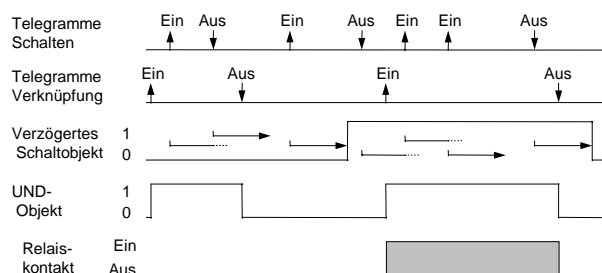 Telegramme Ein Aus Ein Aus Ein Ein Aus
Schalten
Telegramme Ein Aus Ein Aus
Verknüpfung
Verzögertes 1
Schaltobjekt 0
UND- 1
Objekt 0
Relais- Ein
kontakt Aus